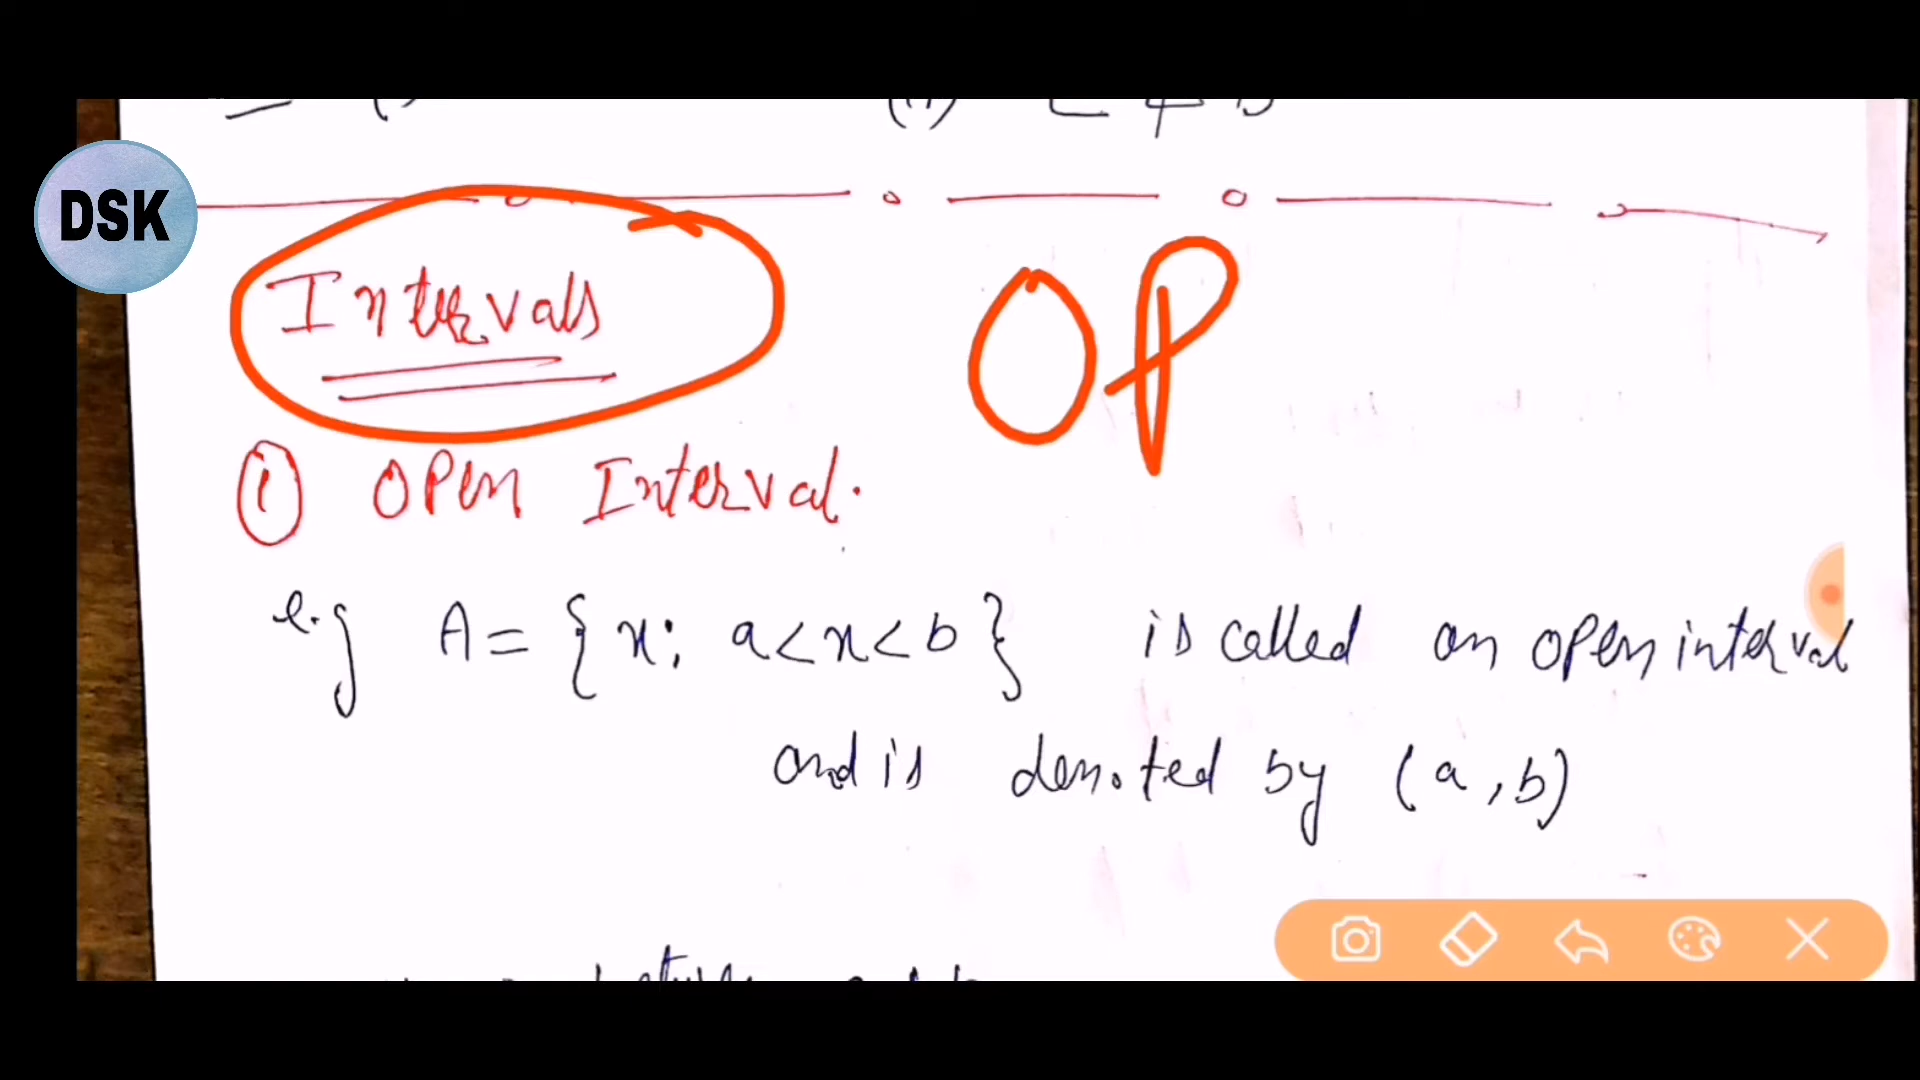 DSK
Intervals
OP
① Open Interval.
e.g A = {x: a<x<b} is called an open interval
and is denoted by (a,b)